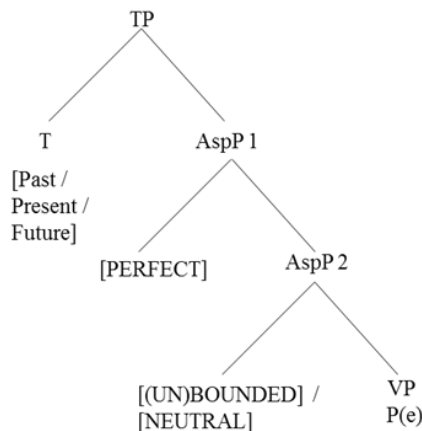 TP
T
AspP 1
[Past /
Present /
Future]
[PERFECT]
AspP 2
[(UN)BOUNDED] /
[NEUTRAL]
VP
P(e)